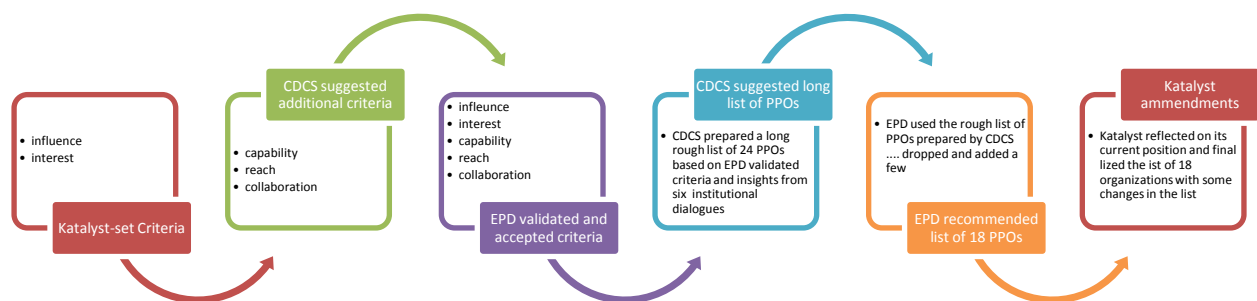 • influence
• interest
Katalyst-set Criteria
CDCS suggested
additional criteria
• capability
• reach
• collaboration
• infleunce
• interest
• capability
• reach
• collaboration
EPD validated and
accepted criteria
CDCS suggested long
list of PPOs
• CDCS prepared a long
rough list of 24 PPOs
based on EPD validated
criteria and insights from
six institutional
dialogues
• EPD used the rough list of
PPOs prepared by CDCS
.... dropped and added a
few
EPD recommended
list of 18 PPOs
Katalyst
ammendments
• Katalyst reflected on its
current position and final
lized the ist of 18
organizations with some
changes in the list